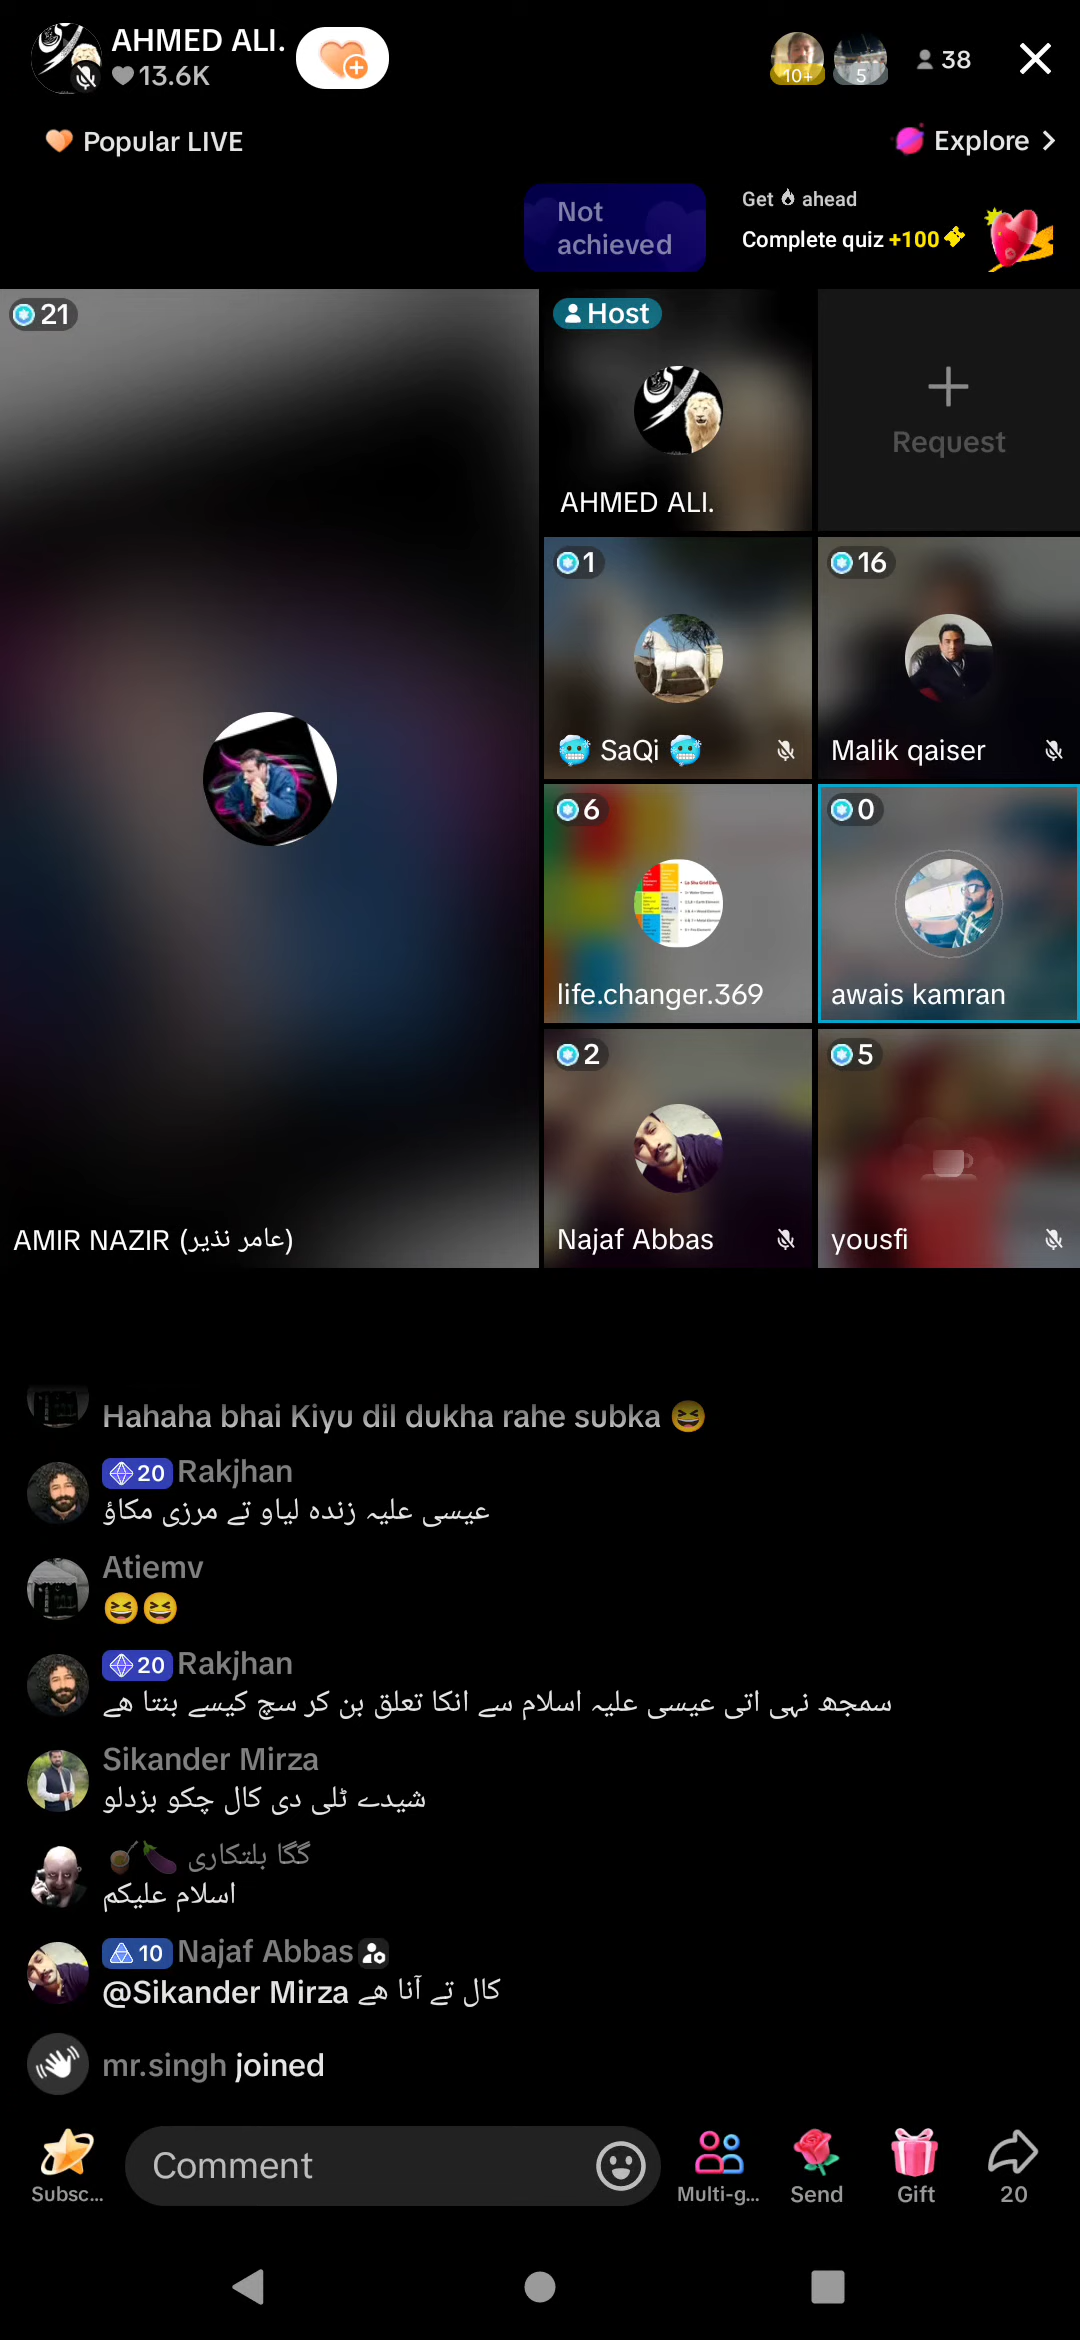 AHMED ALI.
13.6K
10+
5
38
Popular LIVE
Explore
Not
achieved
Get ahead
Complete quiz +100
21
Host
AHMED ALI.
Request
1
SaQi
16
Malik qaiser
6
life.changer.369
0
awais kamran
2
Najaf Abbas
5
yousfi
AMIR NAZIR (عامر نذیر)
Hahaha bhai Kiyu dil dukha rahe subka 😆
20 Rakjhan
عیسی علیہ زندہ لیاو تے مرزی مکاؤ
Atiemv
😆😆
20 Rakjhan
سمجھ نہی اتی عیسی علیہ اسلام سے انکا تعلق بن کر سچ کیسے بنتا ھے
Sikander Mirza
شیدے ٹلی دی کال چکو بزدلو
گگا بلتکاری 🍆🧉
اسلام علیکم
10 Najaf Abbas
@Sikander Mirza کال تے آنا ھے
mr.singh joined
Subsc...
Comment
Multi-g...
Send
Gift
20